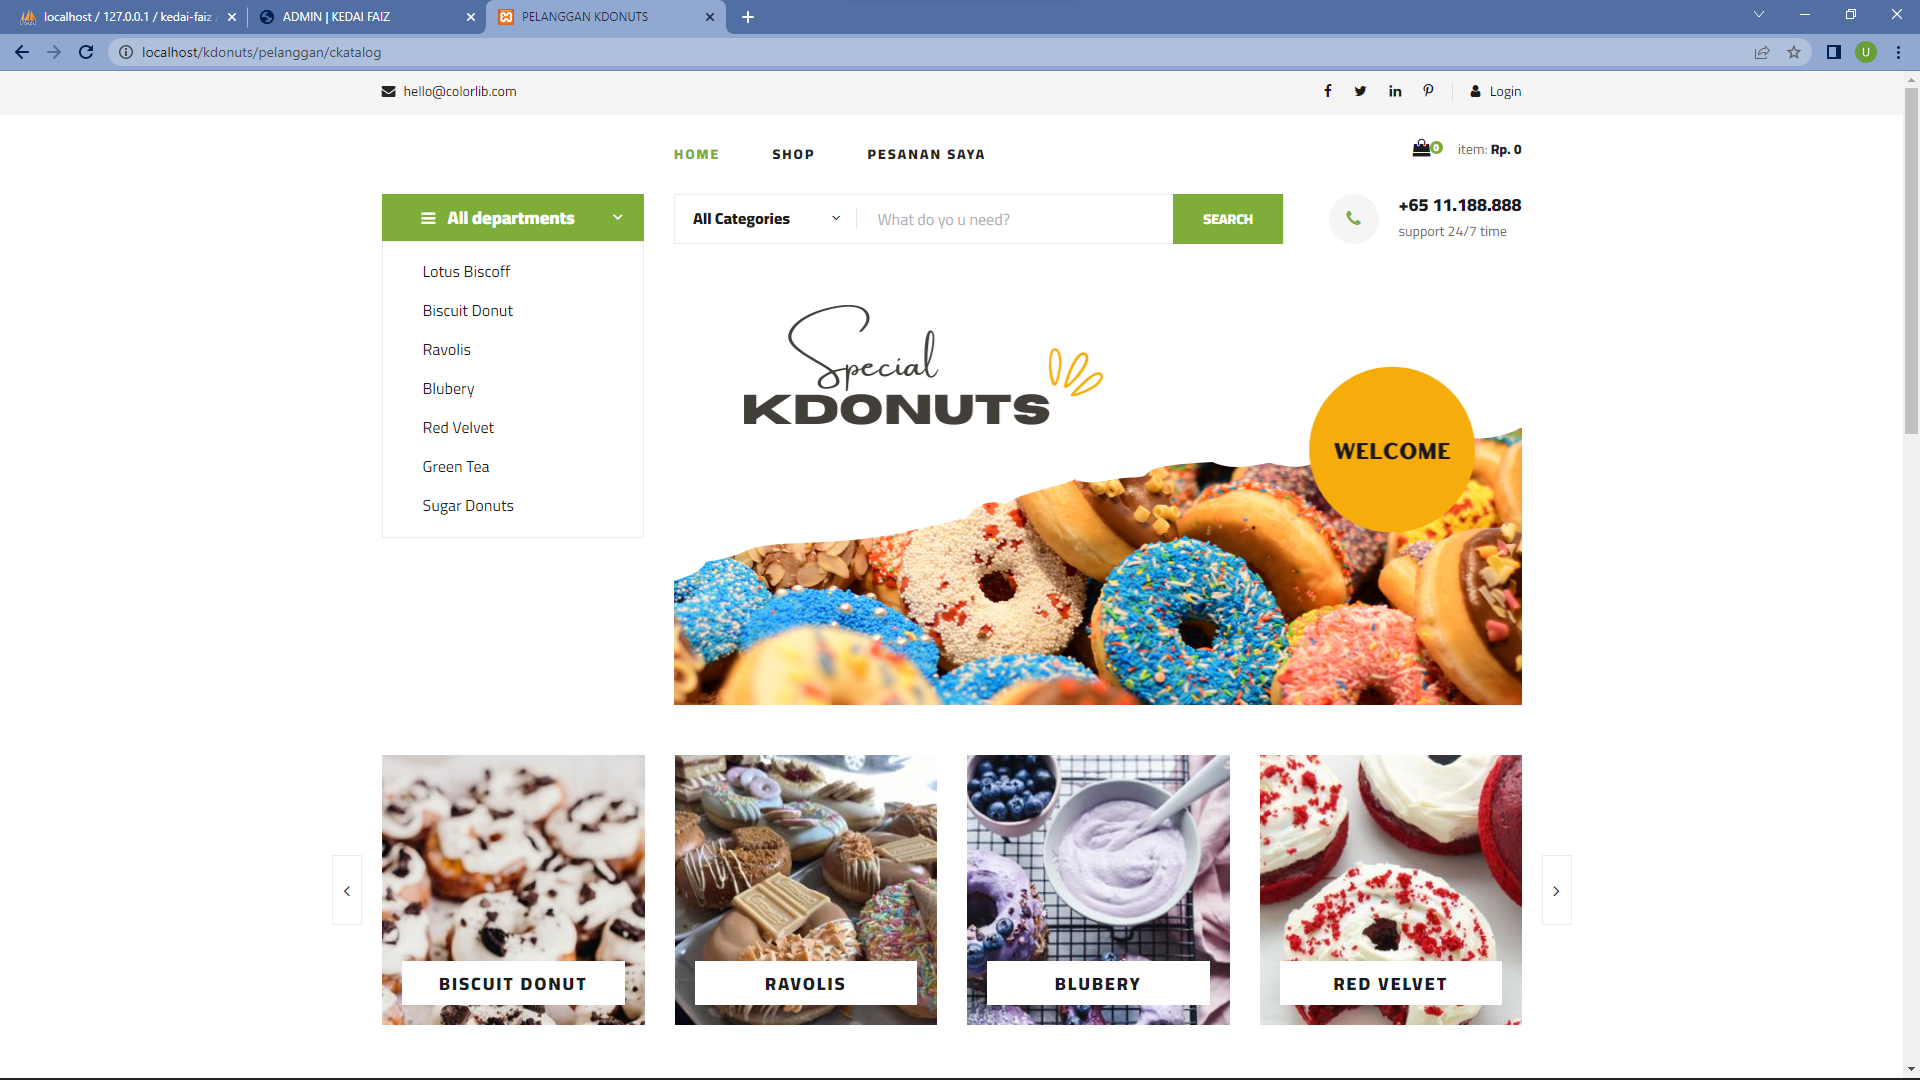 localhost / 127.0.0.1 / kedai-faiz /
ADMIN | KEDAI FAIZ
PELANGGAN KDONUTS
localhost/kdonuts/pelanggan/ckatalog
U
hello@colorlib.com
Login
HOME
SHOP
PESANAN SAYA
0
item: Rp. 0
All departments
All Categories
What do yo u need?
SEARCH
+65 11.188.888
support 24/7 time
Lotus Biscoff
Biscuit Donut
Ravolis
Blubery
Red Velvet
Green Tea
Sugar Donuts
Special
KDONUTS
WELCOME
BISCUIT DONUT
RAVOLIS
BLUBERY
RED VELVET